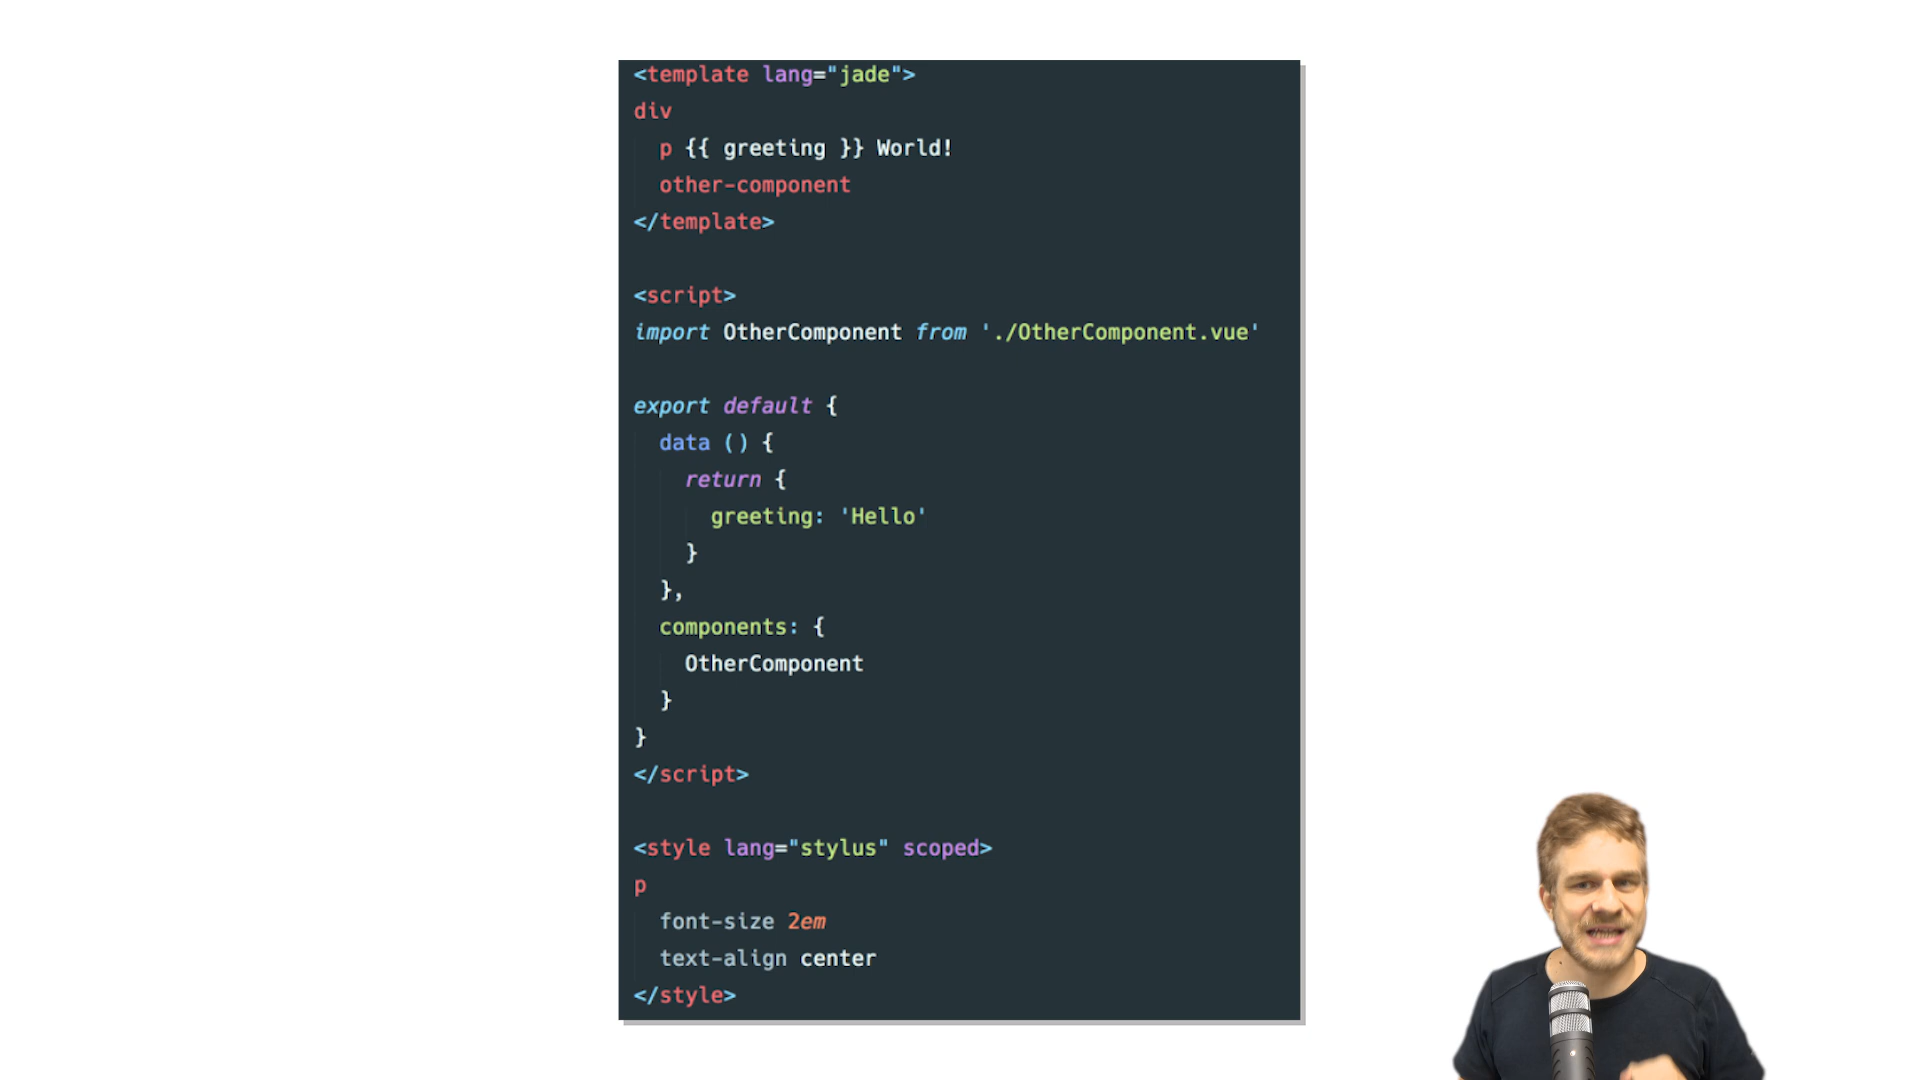 <template lang="jade">
div
  p {{ greeting }} World!
  other-component
</template>

<script>
import OtherComponent from './OtherComponent.vue'

export default {
  data () {
    return {
      greeting: 'Hello'
    }
  },
  components: {
    OtherComponent
  }
}
</script>

<style lang="stylus" scoped>
p
  font-size 2em
  text-align center
</style>